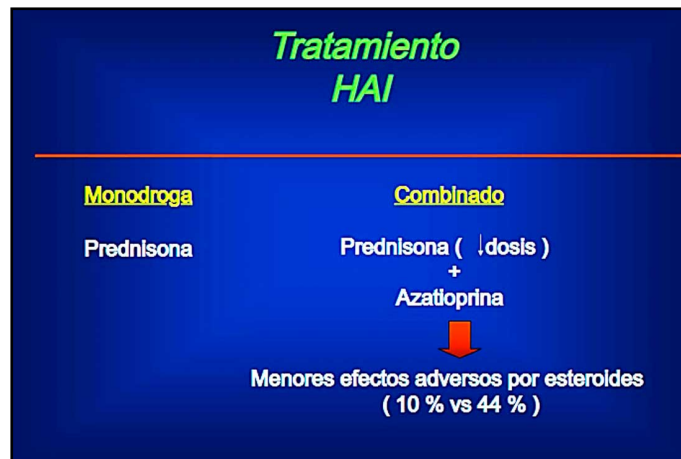 Tratamiento
HAI
Monodroga
Prednisona
Combinado
Prednisona ( ↓dosis )
+
Azatioprina
Menores efectos adversos por esteroides
( 10 % vs 44 % )